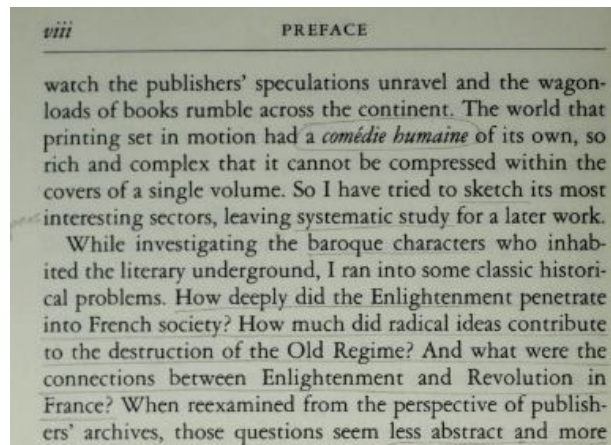 viii PREFACE
watch the publishers' speculations unravel and the wagon-
loads of books rumble across the continent. The world that
printing set in motion had a comédie humaine of its own, so
rich and complex that it cannot be compressed within the
covers of a single volume. So I have tried to sketch its most
interesting sectors, leaving systematic study for a later work.
While investigating the baroque characters who inhab-
ited the literary underground, I ran into some classic histori-
cal problems. How deeply did the Enlightenment penetrate
into French society? How much did radical ideas contribute
to the destruction of the Old Regime? And what were the
connections between Enlightenment and Revolution in
France? When reexamined from the perspective of publish-
ers' archives, those questions seem less abstract and more